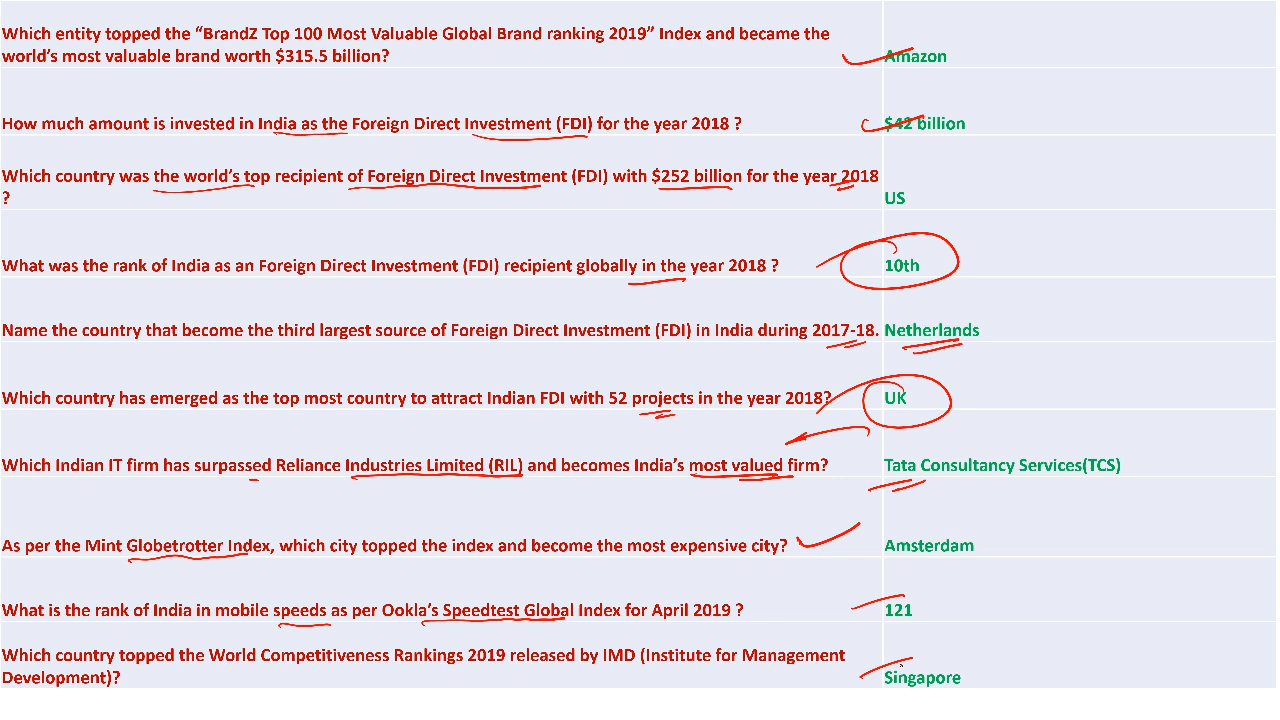 Which entity topped the “BrandZ Top 100 Most Valuable Global Brand ranking 2019” Index and became the
world’s most valuable brand worth $315.5 billion?
Amazon
How much amount is invested in India as the Foreign Direct Investment (FDI) for the year 2018 ?
$42 billion
Which country was the world’s top recipient of Foreign Direct Investment (FDI) with $252 billion for the year 2018
?
US
What was the rank of India as an Foreign Direct Investment (FDI) recipient globally in the year 2018 ?
10th
Name the country that become the third largest source of Foreign Direct Investment (FDI) in India during 2017-18.
Netherlands
Which country has emerged as the top most country to attract Indian FDI with 52 projects in the year 2018?
UK
Which Indian IT firm has surpassed Reliance Industries Limited (RIL) and becomes India’s most valued firm?
Tata Consultancy Services(TCS)
As per the Mint Globetrotter Index, which city topped the index and become the most expensive city?
Amsterdam
What is the rank of India in mobile speeds as per Ookla’s Speedtest Global Index for April 2019 ?
121
Which country topped the World Competitiveness Rankings 2019 released by IMD (Institute for Management
Development)?
Singapore